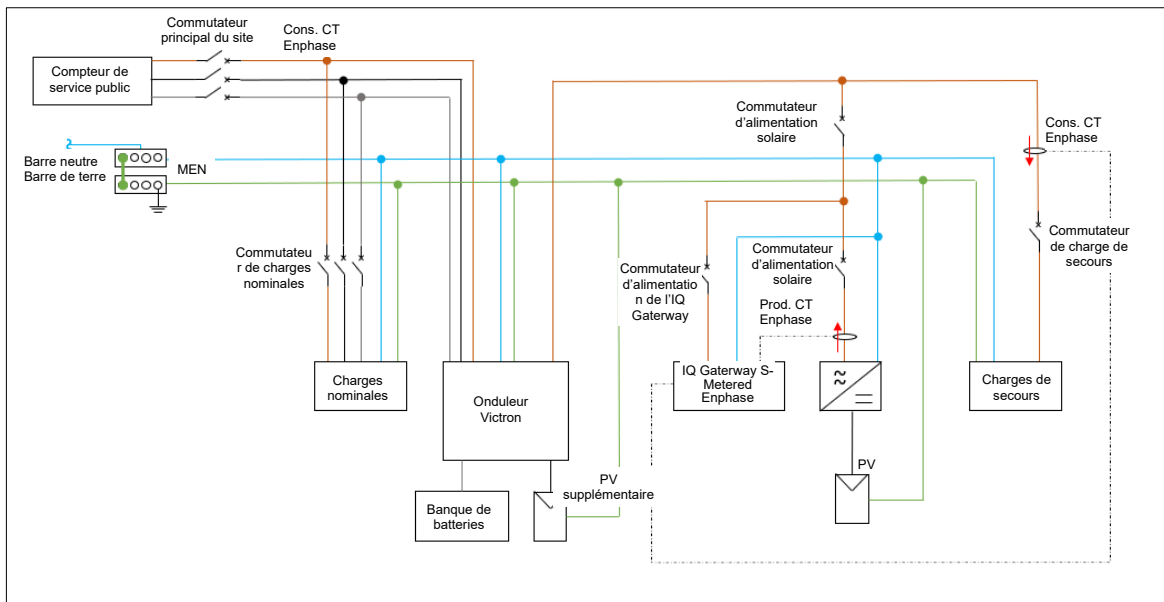 Commutateur
principal du site
Cons. CT
Enphase
Compteur de
service public
Commutateur
d'alimentation
solaire
Cons. CT
Enphase
Barre neutre
Barre de terre
MEN
Commutateu
r de charges
nominales
Commutateur
d'alimentatio
n de l'IQ
Gaterway
Commutateur
d'alimentation
solaire
Commutateur
de charge de
secours
Prod. CT
Enphase
Charges
nominales
Onduleur
Victron
IQ Gaterway S-
Metered
Enphase
Charges de
secours
PV
supplémentaire
PV
Banque de
batteries